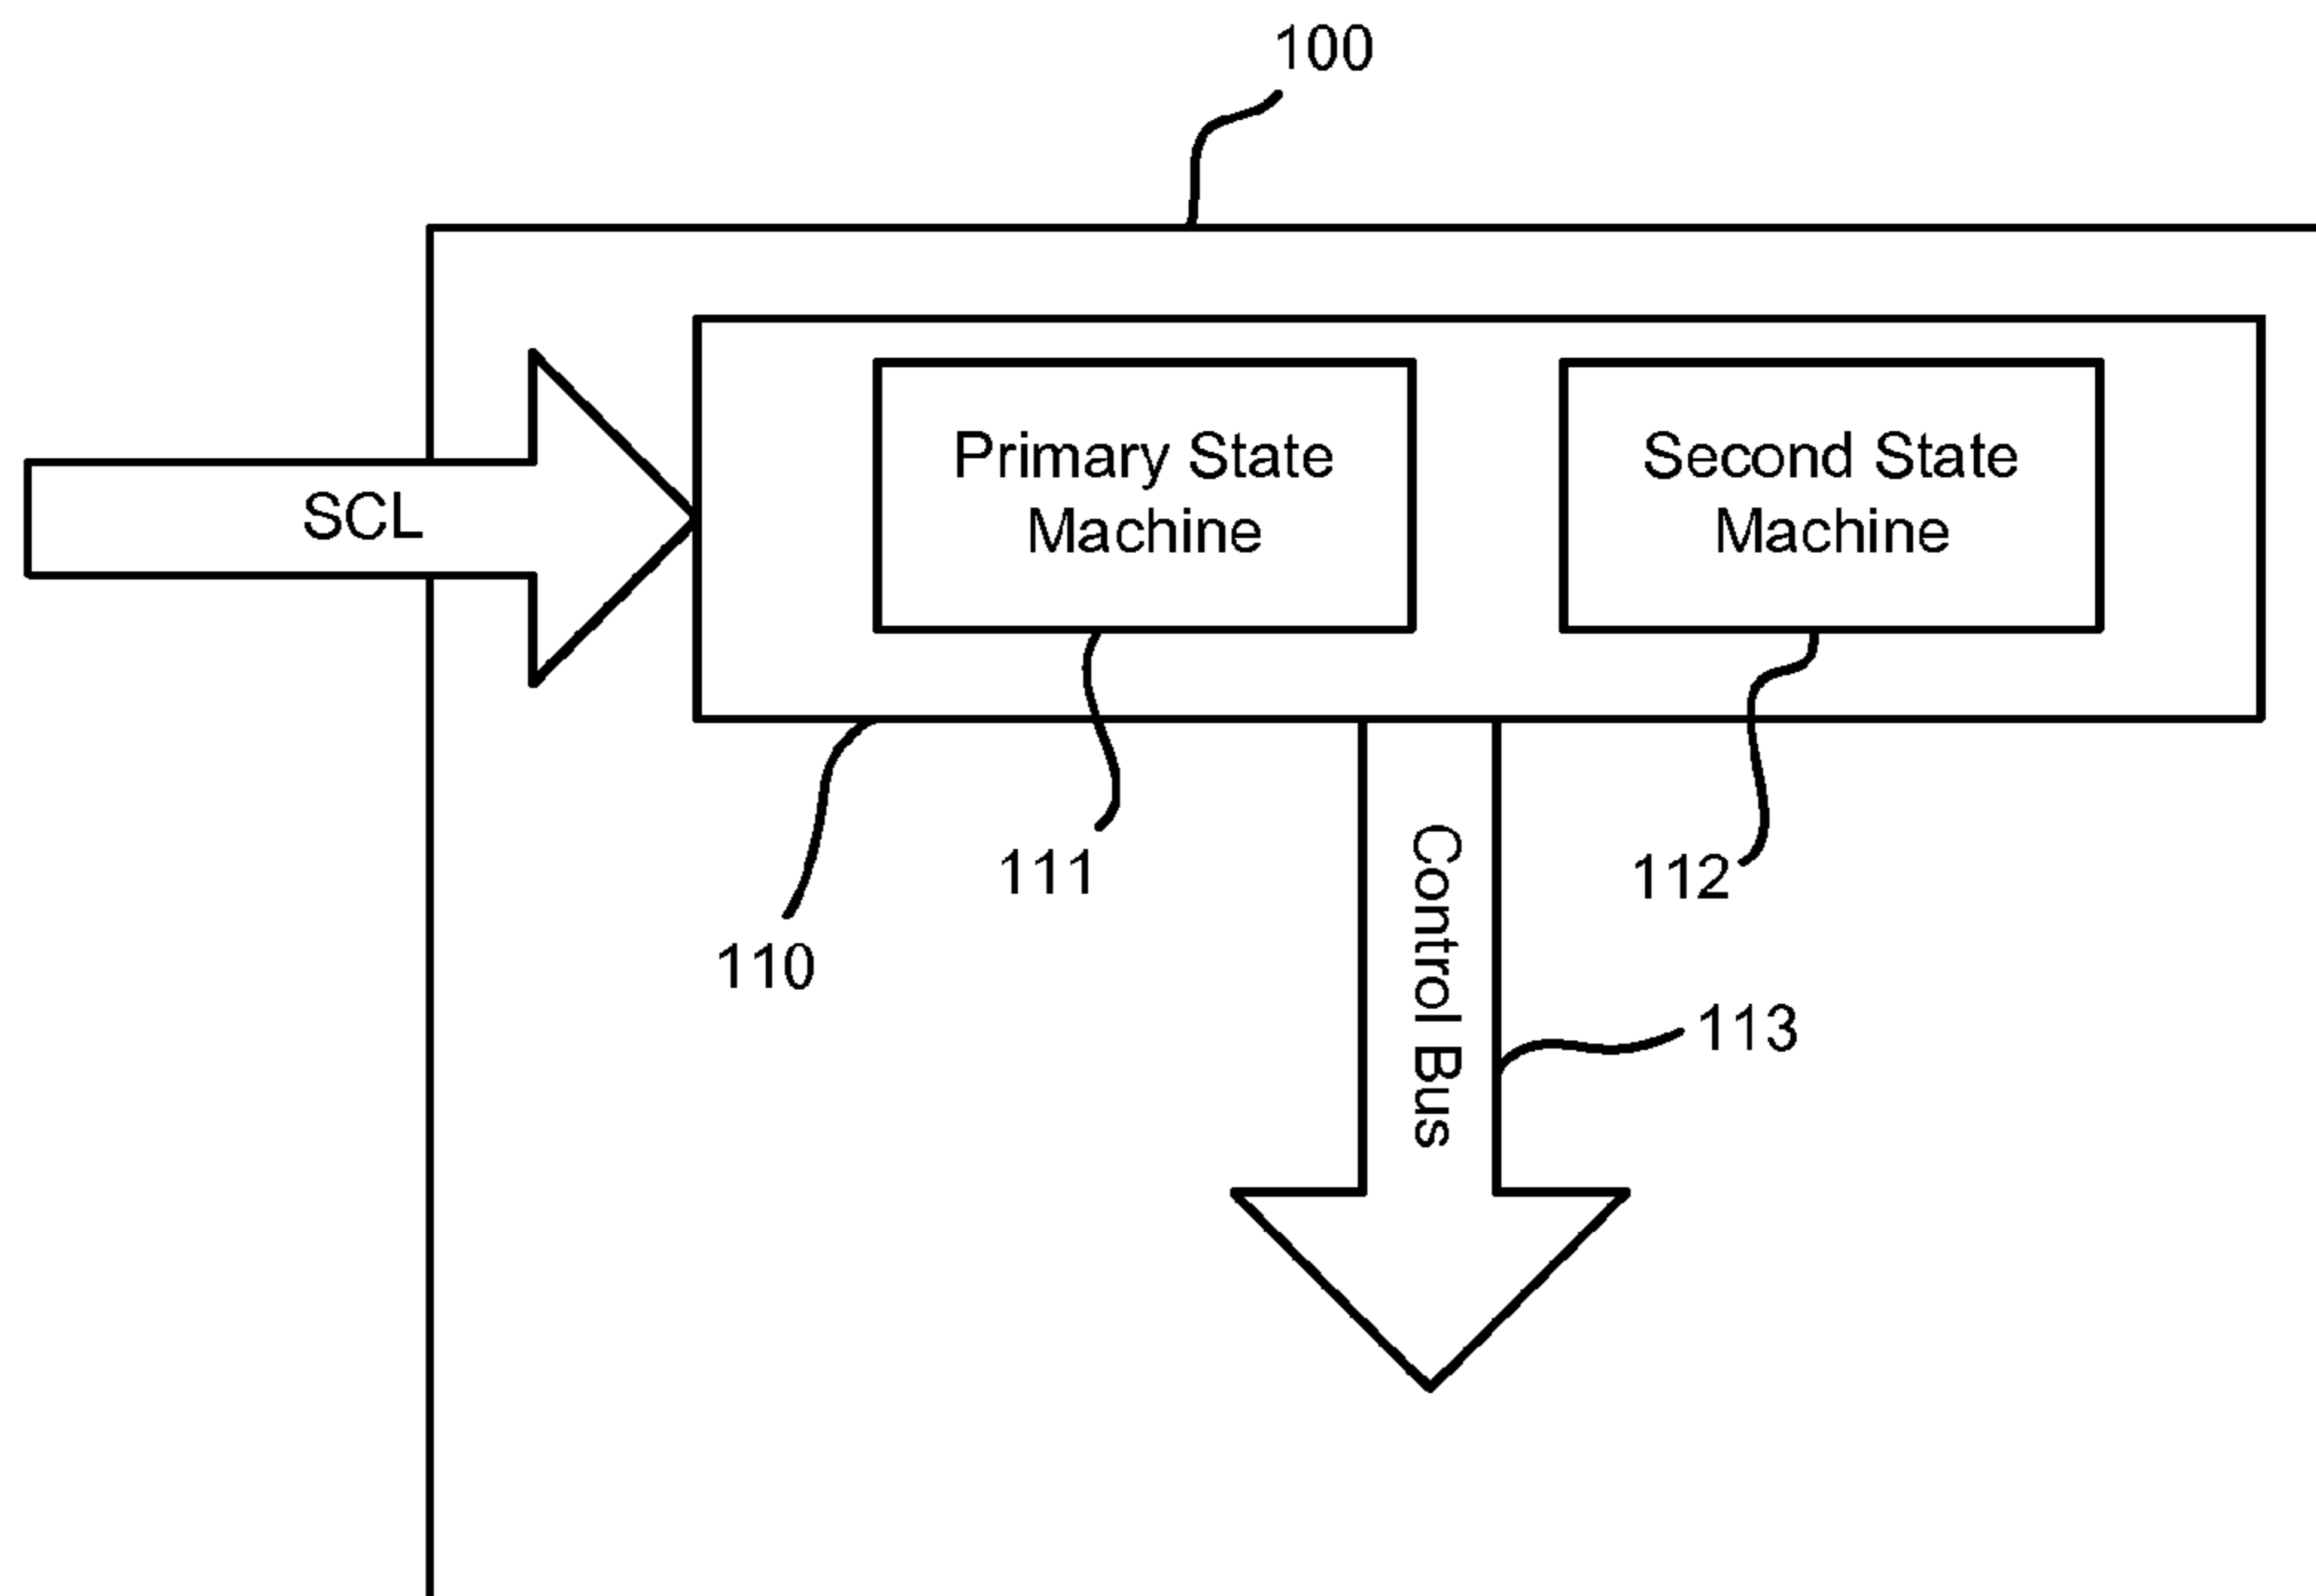 100
SCL
Primary State
Machine
Second State
Machine
111
112
110
Control Bus
113